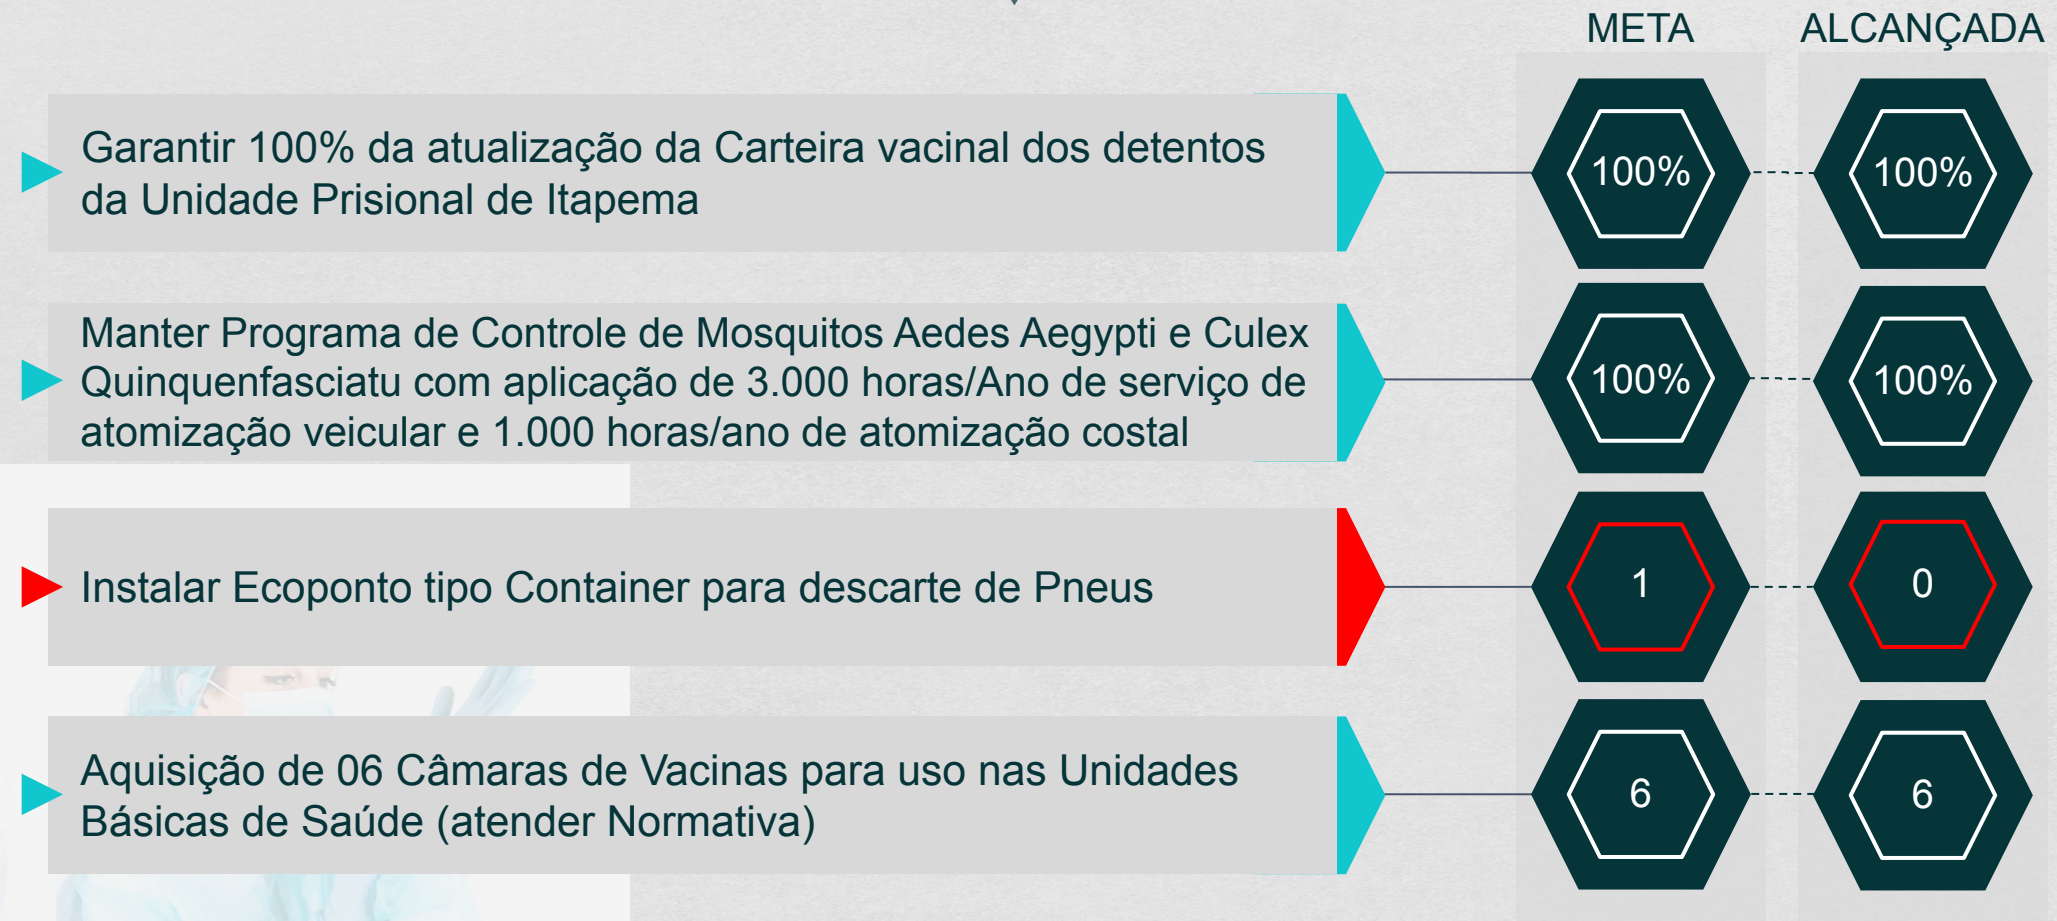 META
ALCANÇADA
Garantir 100% da atualização da Carteira vacinal dos detentos
da Unidade Prisional de Itapema
100%
100%
Manter Programa de Controle de Mosquitos Aedes Aegypti e Culex
Quinquenfasciatu com aplicação de 3.000 horas/Ano de serviço de
atomização veicular e 1.000 horas/ano de atomização costal
100%
100%
Instalar Ecoponto tipo Container para descarte de Pneus
1
0
Aquisição de 06 Câmaras de Vacinas para uso nas Unidades
Básicas de Saúde (atender Normativa)
6
6